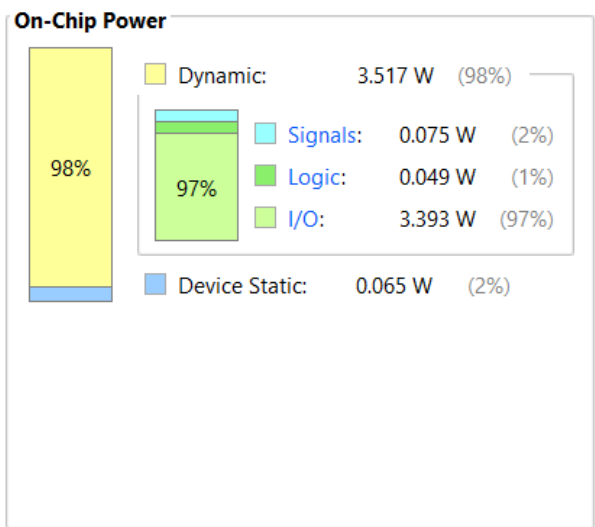 On-Chip Power
Dynamic: 3.517 W (98%)
98%
Signals: 0.075 W (2%)
Logic: 0.049 W (1%)
97%
I/O: 3.393 W (97%)
Device Static: 0.065 W (2%)